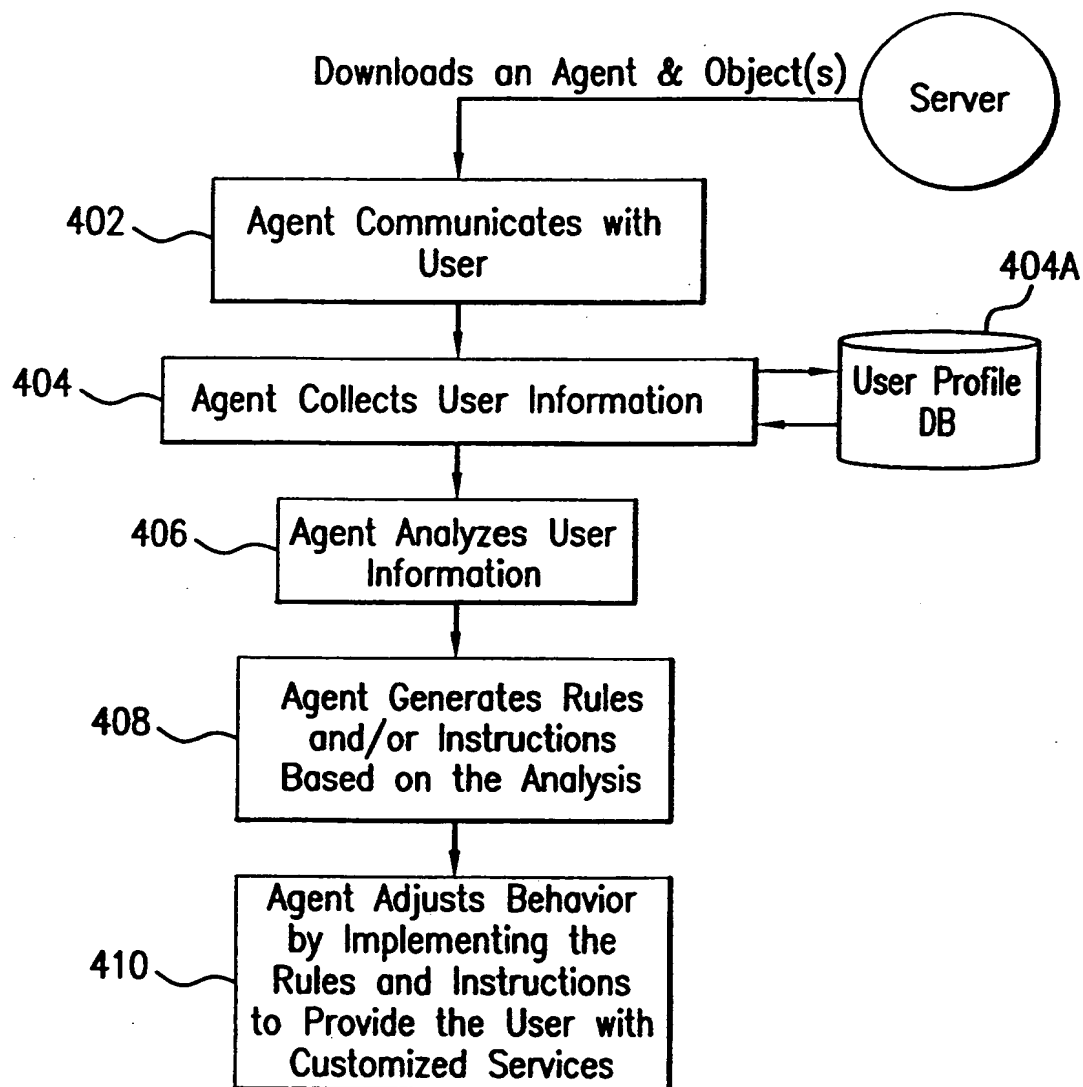 Downloads an Agent & Object(s)
Server
402
Agent Communicates with
User
404A
404
Agent Collects User Information
User Profile
DB
406
Agent Analyzes User
Information
408
Agent Generates Rules
and/or Instructions
Based on the Analysis
410
Agent Adjusts Behavior
by Implementing the
Rules and Instructions
to Provide the User with
Customized Services